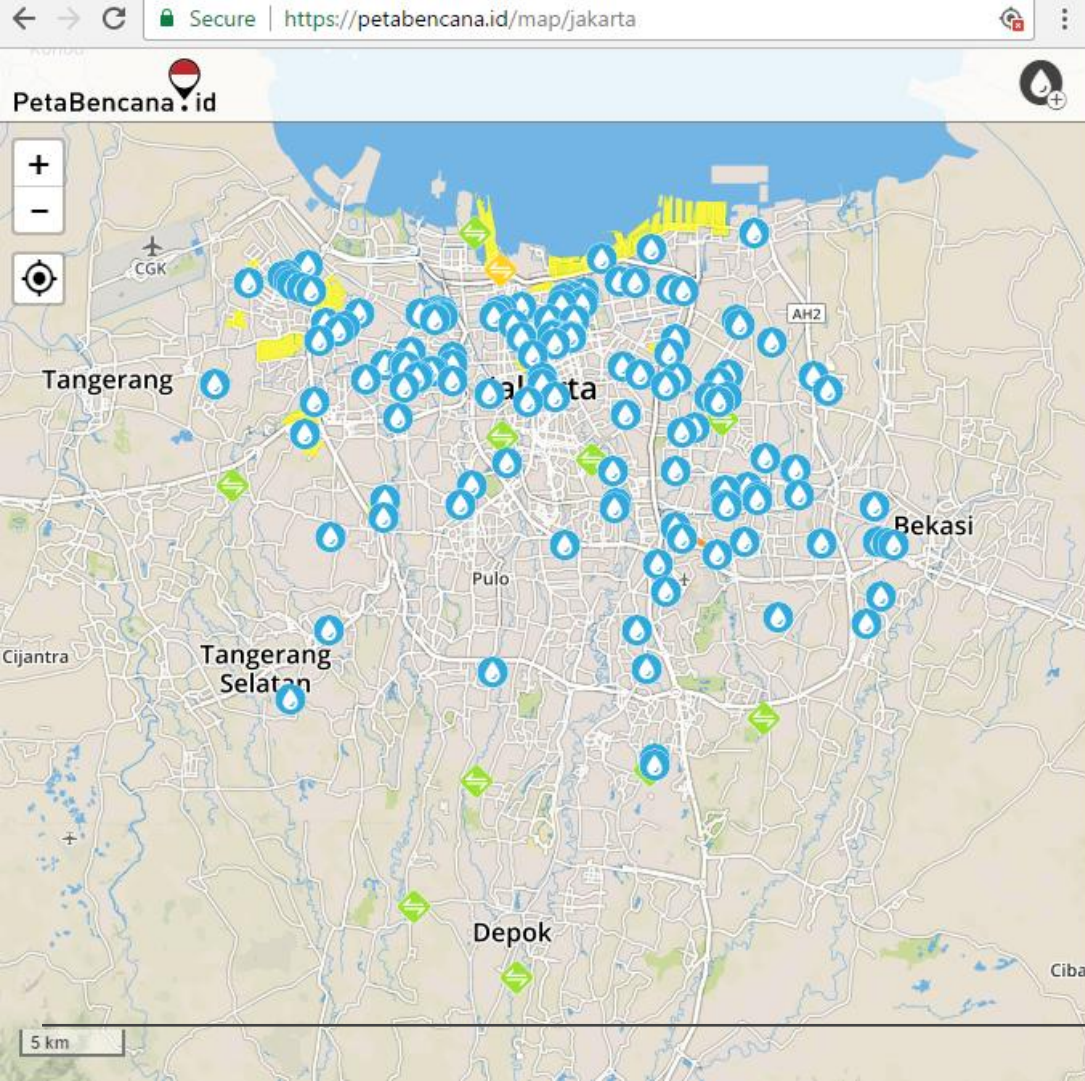 Secure | https://petabencana.id/map/jakarta
PetaBencana.id
+
−
CGK
AH2
Tangerang
Jakarta
Bekasi
Pulo
Cijantra
Tangerang
Selatan
Depok
Ciba
5 km